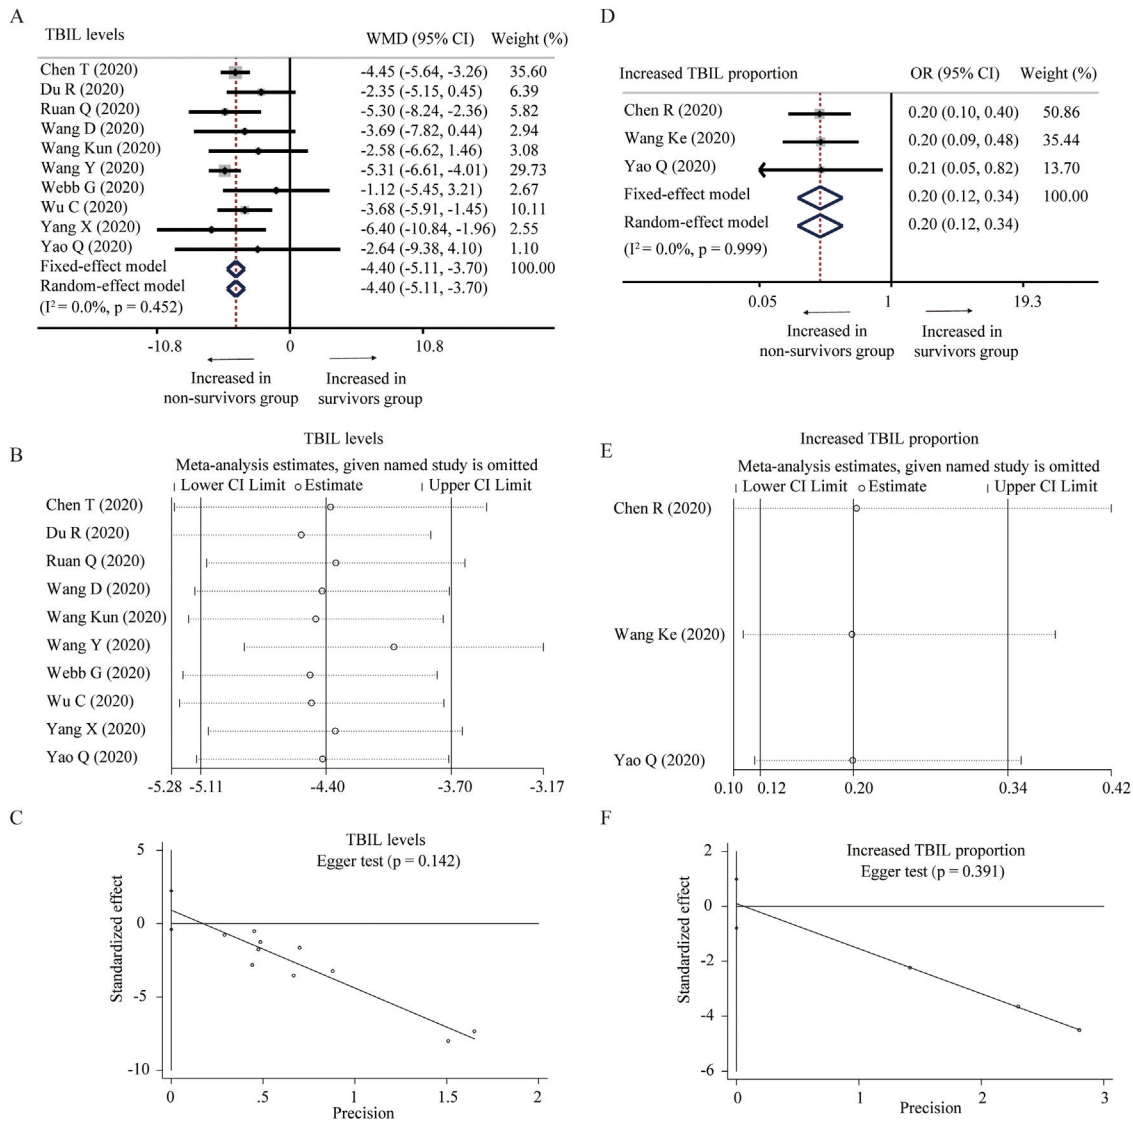 A
TBIL levels WMD (95% CI) Weight (%)
Chen T (2020) -4.45 (-5.64, -3.26) 35.60
Du R (2020) -2.35 (-5.15, 0.45) 6.39
Ruan Q (2020) -5.30 (-8.24, -2.36) 5.82
Wang D (2020) -3.69 (-7.82, 0.44) 2.94
Wang Kun (2020) -2.58 (-6.62, 1.46) 3.08
Wang Y (2020) -5.31 (-6.61, -4.01) 29.73
Webb G (2020) -1.12 (-5.45, 3.21) 2.67
Wu C (2020) -3.68 (-5.91, -1.45) 10.11
Yang X (2020) -6.40 (-10.84, -1.96) 2.55
Yao Q (2020) -2.64 (-9.38, 4.10) 1.10
Fixed-effect model -4.40 (-5.11, -3.70) 100.00
Random-effect model -4.40 (-5.11, -3.70)
(I² = 0.0%, p = 0.452)
-10.8 0 10.8
Increased in Increased in
non-survivors group survivors group
D
Increased TBIL proportion OR (95% CI) Weight (%)
Chen R (2020) 0.20 (0.10, 0.40) 50.86
Wang Ke (2020) 0.20 (0.09, 0.48) 35.44
Yao Q (2020) 0.21 (0.05, 0.82) 13.70
Fixed-effect model 0.20 (0.12, 0.34) 100.00
Random-effect model 0.20 (0.12, 0.34)
(I² = 0.0%, p = 0.999)
0.05 1 19.3
Increased in Increased in
non-survivors group survivors group
B
TBIL levels
Meta-analysis estimates, given named study is omitted
Lower CI Limit Estimate Upper CI Limit
Chen T (2020)
Du R (2020)
Ruan Q (2020)
Wang D (2020)
Wang Kun (2020)
Wang Y (2020)
Webb G (2020)
Wu C (2020)
Yang X (2020)
Yao Q (2020)
-5.28 -5.11 -4.40 -3.70 -3.17
E
Increased TBIL proportion
Meta-analysis estimates, given named study is omitted
Lower CI Limit Estimate Upper CI Limit
Chen R (2020)
Wang Ke (2020)
Yao Q (2020)
0.10 0.12 0.20 0.34 0.42
C
TBIL levels
Egger test (p = 0.142)
Standardized effect
5
0
-5
-10
0 .5 1 1.5 2
Precision
F
Increased TBIL proportion
Egger test (p = 0.391)
Standardized effect
2
0
-2
-4
-6
0 1 2 3
Precision